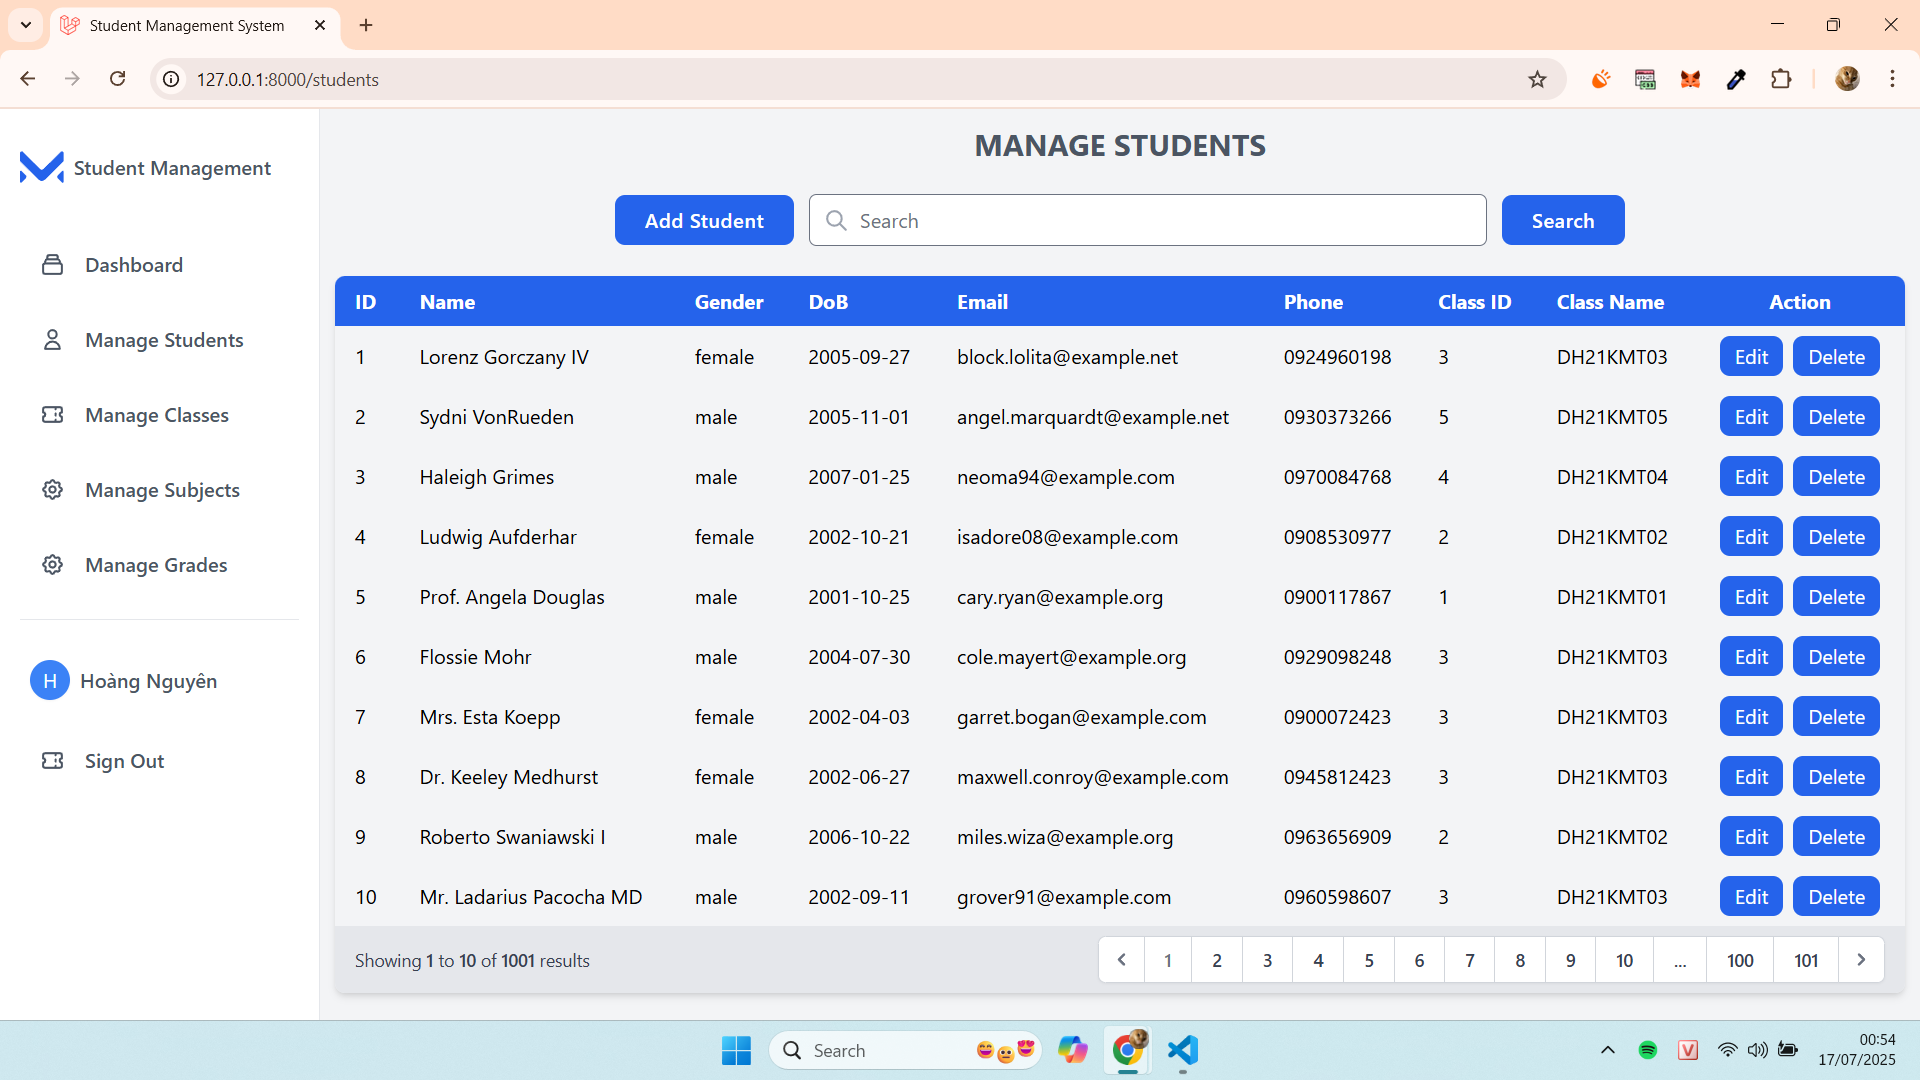 Student Management System
127.0.0.1:8000/students
Student Management
Dashboard
Manage Students
Manage Classes
Manage Subjects
Manage Grades
H Hoàng Nguyên
Sign Out
MANAGE STUDENTS
Add Student Search Search
ID Name Gender DoB Email Phone Class ID Class Name Action
1 Lorenz Gorczany IV female 2005-09-27 block.lolita@example.net 0924960198 3 DH21KMT03 Edit Delete
2 Sydni VonRueden male 2005-11-01 angel.marquardt@example.net 0930373266 5 DH21KMT05 Edit Delete
3 Haleigh Grimes male 2007-01-25 neoma94@example.com 0970084768 4 DH21KMT04 Edit Delete
4 Ludwig Aufderhar female 2002-10-21 isadore08@example.com 0908530977 2 DH21KMT02 Edit Delete
5 Prof. Angela Douglas male 2001-10-25 cary.ryan@example.org 0900117867 1 DH21KMT01 Edit Delete
6 Flossie Mohr male 2004-07-30 cole.mayert@example.org 0929098248 3 DH21KMT03 Edit Delete
7 Mrs. Esta Koepp female 2002-04-03 garret.bogan@example.com 0900072423 3 DH21KMT03 Edit Delete
8 Dr. Keeley Medhurst female 2002-06-27 maxwell.conroy@example.com 0945812423 3 DH21KMT03 Edit Delete
9 Roberto Swaniawski I male 2006-10-22 miles.wiza@example.org 0963656909 2 DH21KMT02 Edit Delete
10 Mr. Ladarius Pacocha MD male 2002-09-11 grover91@example.com 0960598607 3 DH21KMT03 Edit Delete
Showing 1 to 10 of 1001 results 1 2 3 4 5 6 7 8 9 10 ... 100 101
Search
V
00:54
17/07/2025